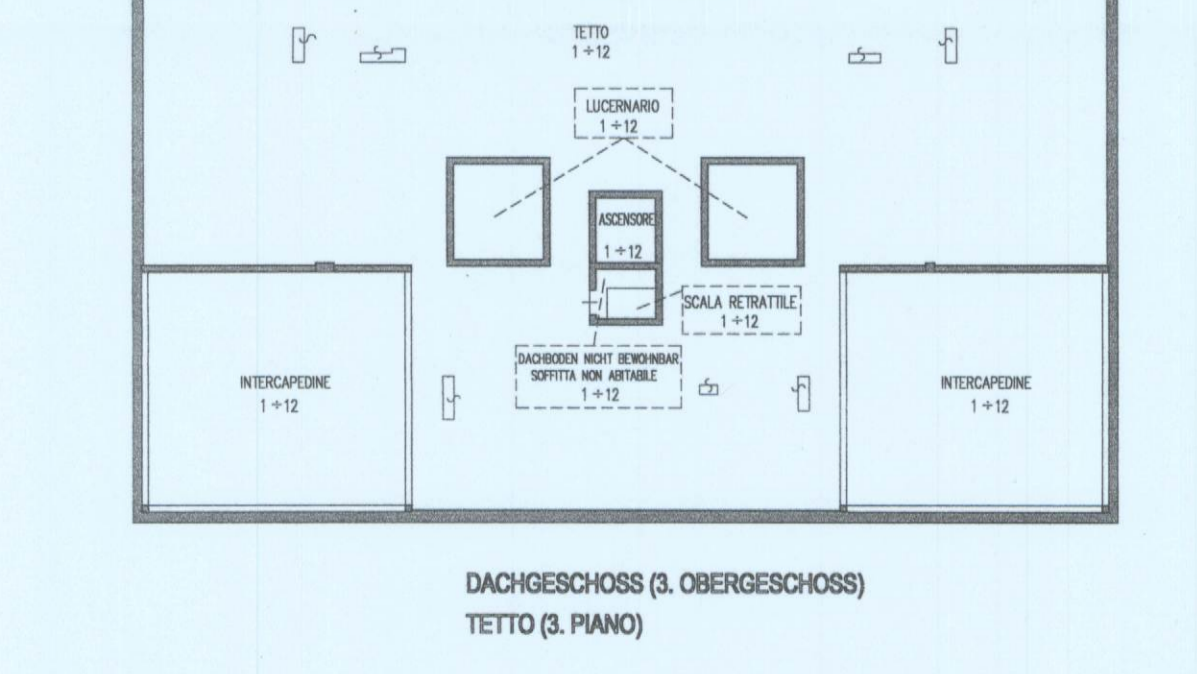 TETTO
1÷12
LUCERNARIO
1÷12
ASCENSORE
1÷12
SCALA RETRATTILE
1÷12
DACHBODEN NICHT BEWOHNBAR
SOFFITTA NON ABITABILE
1÷12
INTERCAPEDINE
1÷12
INTERCAPEDINE
1÷12
DACHGESCHOSS (3. OBERGESCHOSS)
TETTO (3. PIANO)